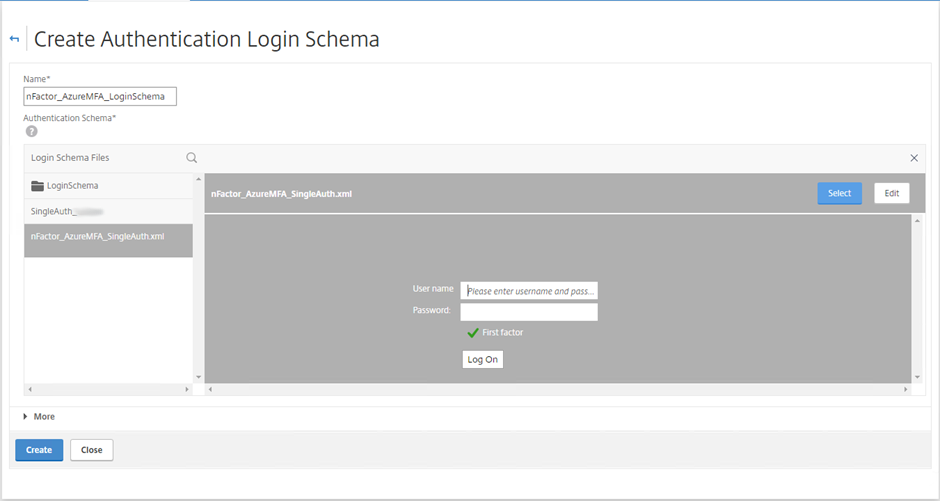 Create Authentication Login Schema
Name*
nFactor_AzureMFA_LoginSchema
Authentication Schema*
?
Login Schema Files
LoginSchema
SingleAuth_
nFactor_AzureMFA_SingleAuth.xml
nFactor_AzureMFA_SingleAuth.xml
Select
Edit
User name
Please enter username and pass...
Password:
First factor
Log On
More
Create
Close